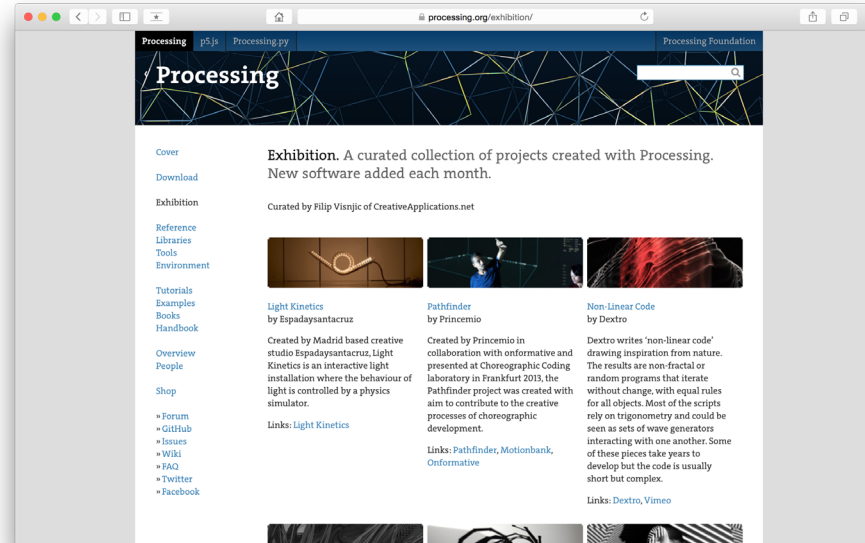 processing.org/exhibition/
Processing p5.js Processing.py Processing Foundation
Processing
Cover
Download
Exhibition
Reference
Libraries
Tools
Environment
Tutorials
Examples
Books
Handbook
Overview
People
Shop
» Forum
» GitHub
» Issues
» Wiki
» FAQ
» Twitter
» Facebook
Exhibition. A curated collection of projects created with Processing.
New software added each month.
Curated by Filip Visnjic of CreativeApplications.net
Light Kinetics
by Espadaysantacruz
Created by Madrid based creative
studio Espadaysantacruz, Light
Kinetics is an interactive light
installation where the behaviour of
light is controlled by a physics
simulator.
Links: Light Kinetics
Pathfinder
by Princemio
Created by Princemio in
collaboration with onformative and
presented at Choreographic Coding
laboratory in Frankfurt 2013, the
Pathfinder project was created with
aim to contribute to the creative
processes of choreographic
development.
Links: Pathfinder, Motionbank,
Onformative
Non-Linear Code
by Dextro
Dextro writes ‘non-linear code’
drawing inspiration from nature.
The results are non-fractal or
random programs that iterate
without change, with equal rules
for all objects. Most of the scripts
rely on trigonometry and could be
seen as sets of wave generators
interacting with one another. Some
of these pieces take years to
develop but the code is usually
short but complex.
Links: Dextro, Vimeo